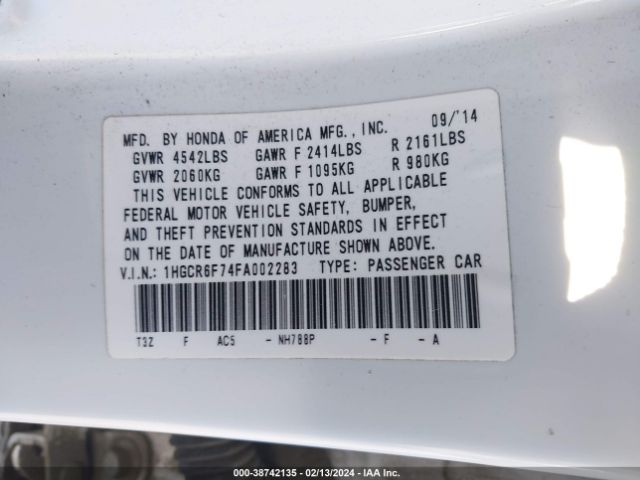 MFD. BY HONDA OF AMERICA MFG., INC. 09/'14
GVWR 4542LBS GAWR F 2414LBS R 2161LBS
GVWR 2060KG GAWR F 1095KG R 980KG
THIS VEHICLE CONFORMS TO ALL APPLICABLE
FEDERAL MOTOR VEHICLE SAFETY, BUMPER,
AND THEFT PREVENTION STANDARDS IN EFFECT
ON THE DATE OF MANUFACTURE SHOWN ABOVE.
V.I.N.: 1HGCR6F74FA002283 TYPE: PASSENGER CAR
T3Z F AC5 - NH788P - F - A
000-38742135 - 02/13/2024 - IAA Inc.